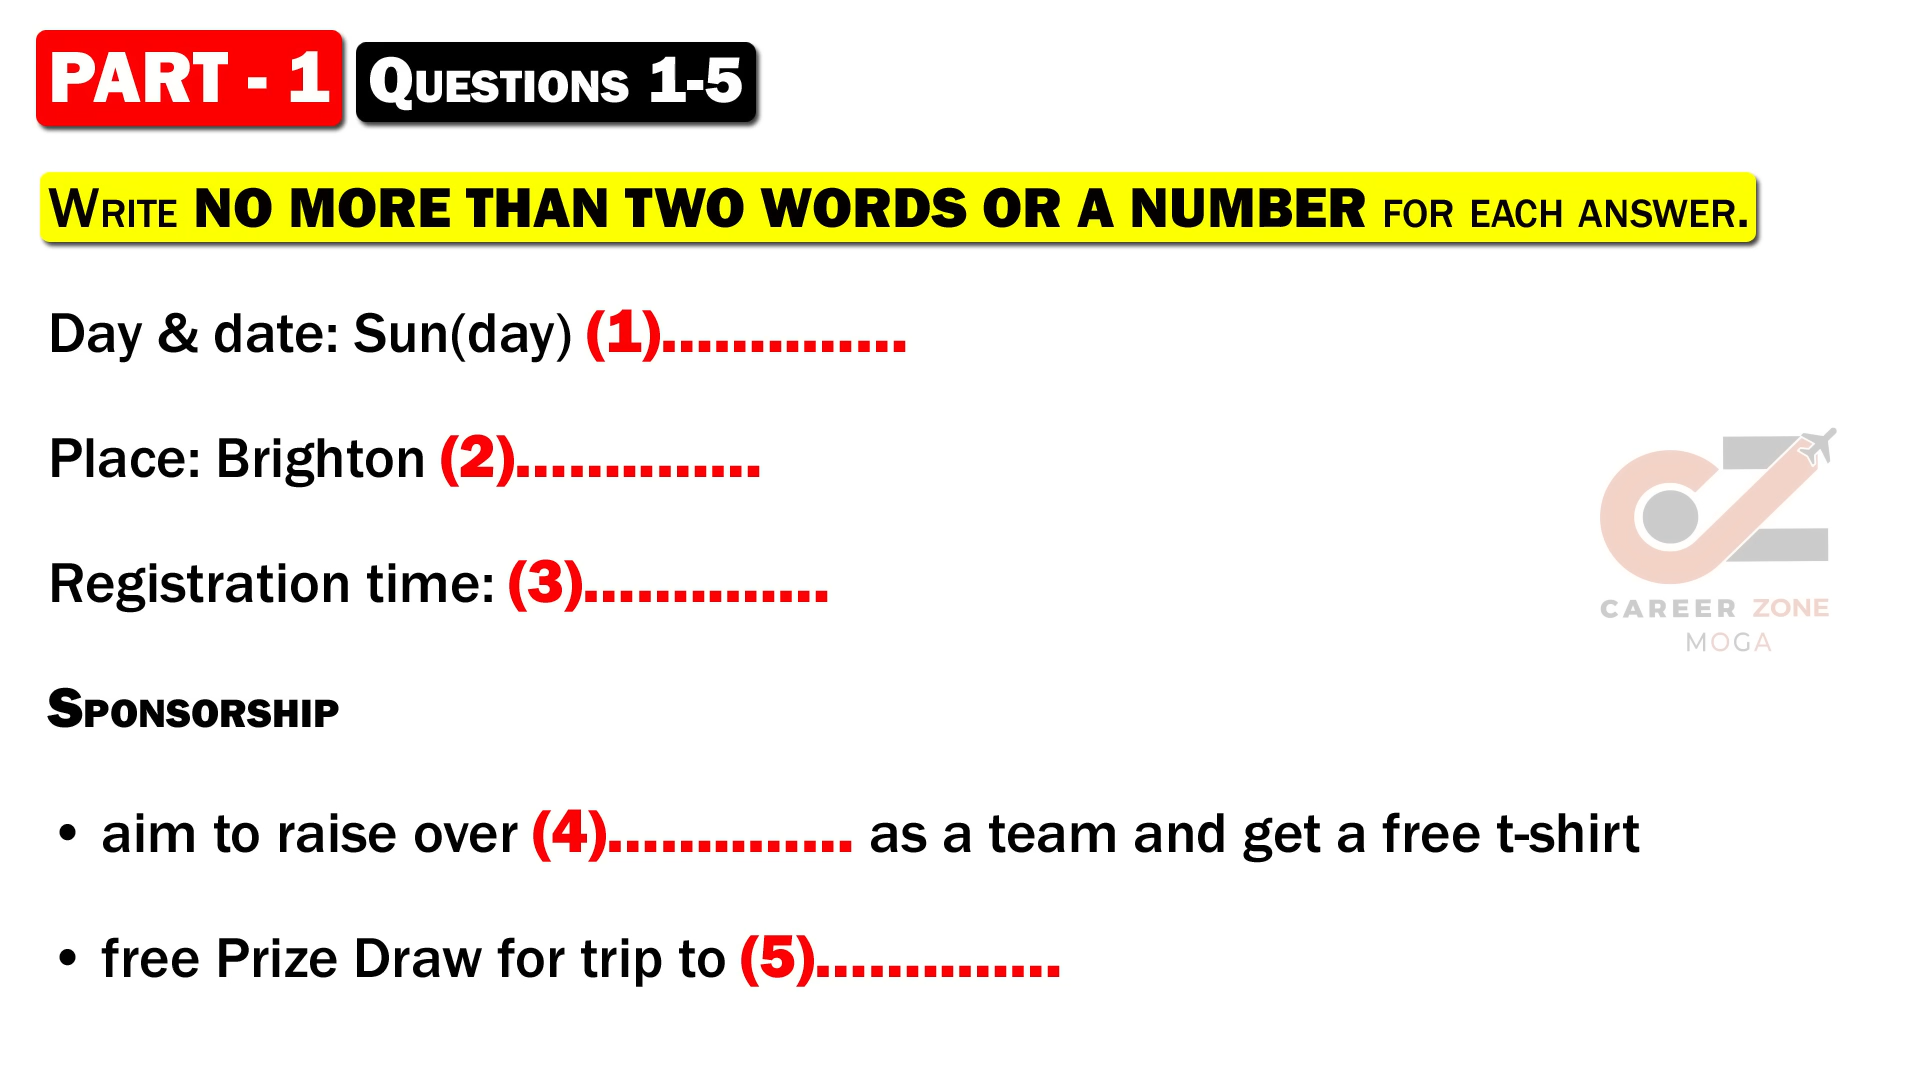 PART - 1 QUESTIONS 1-5
WRITE NO MORE THAN TWO WORDS OR A NUMBER FOR EACH ANSWER.
Day & date: Sun(day) (1)..............
Place: Brighton (2)..............
Registration time: (3)..............
CAREER ZONE
MOGA
SPONSORSHIP
• aim to raise over (4).............. as a team and get a free t-shirt
• free Prize Draw for trip to (5)..............